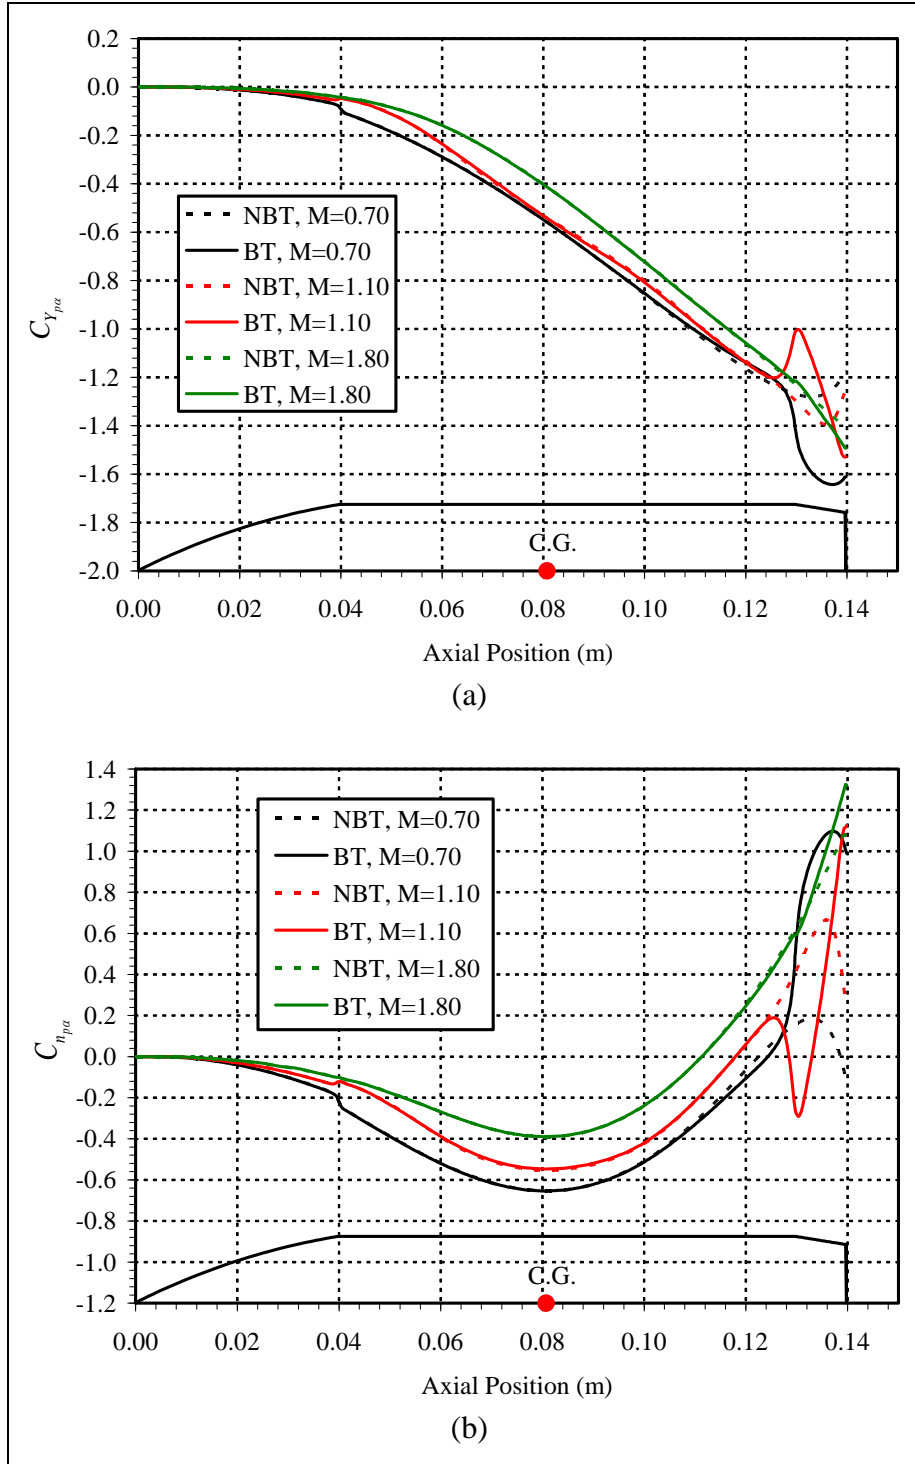 0.2
0.0
-0.2
-0.4
-0.6
-0.8
-1.0
-1.2
-1.4
-1.6
-1.8
-2.0
C_{Y_{pα}}
NBT, M=0.70
BT, M=0.70
NBT, M=1.10
BT, M=1.10
NBT, M=1.80
BT, M=1.80
C.G.
0.00 0.02 0.04 0.06 0.08 0.10 0.12 0.14
Axial Position (m)
(a)
1.4
1.2
1.0
0.8
0.6
0.4
0.2
0.0
-0.2
-0.4
-0.6
-0.8
-1.0
-1.2
C_{n_{pα}}
NBT, M=0.70
BT, M=0.70
NBT, M=1.10
BT, M=1.10
NBT, M=1.80
BT, M=1.80
C.G.
0.00 0.02 0.04 0.06 0.08 0.10 0.12 0.14
Axial Position (m)
(b)